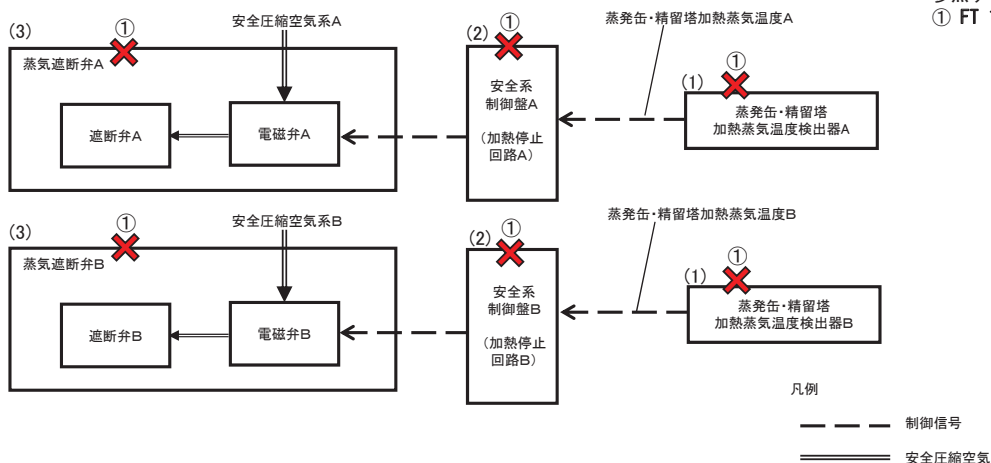 ① FT
(3)
①
安全圧縮空気系A
(2)
①
蒸発缶・精留塔加熱蒸気温度A
蒸気遮断弁A
遮断弁A
電磁弁A
安全系
制御盤A
(加熱停止
回路A)
(1)
①
蒸発缶・精留塔
加熱蒸気温度検出器A
(3)
①
安全圧縮空気系B
(2)
①
蒸発缶・精留塔加熱蒸気温度B
蒸気遮断弁B
遮断弁B
電磁弁B
安全系
制御盤B
(加熱停止
回路B)
(1)
①
蒸発缶・精留塔
加熱蒸気温度検出器B
凡例
制御信号
安全圧縮空気